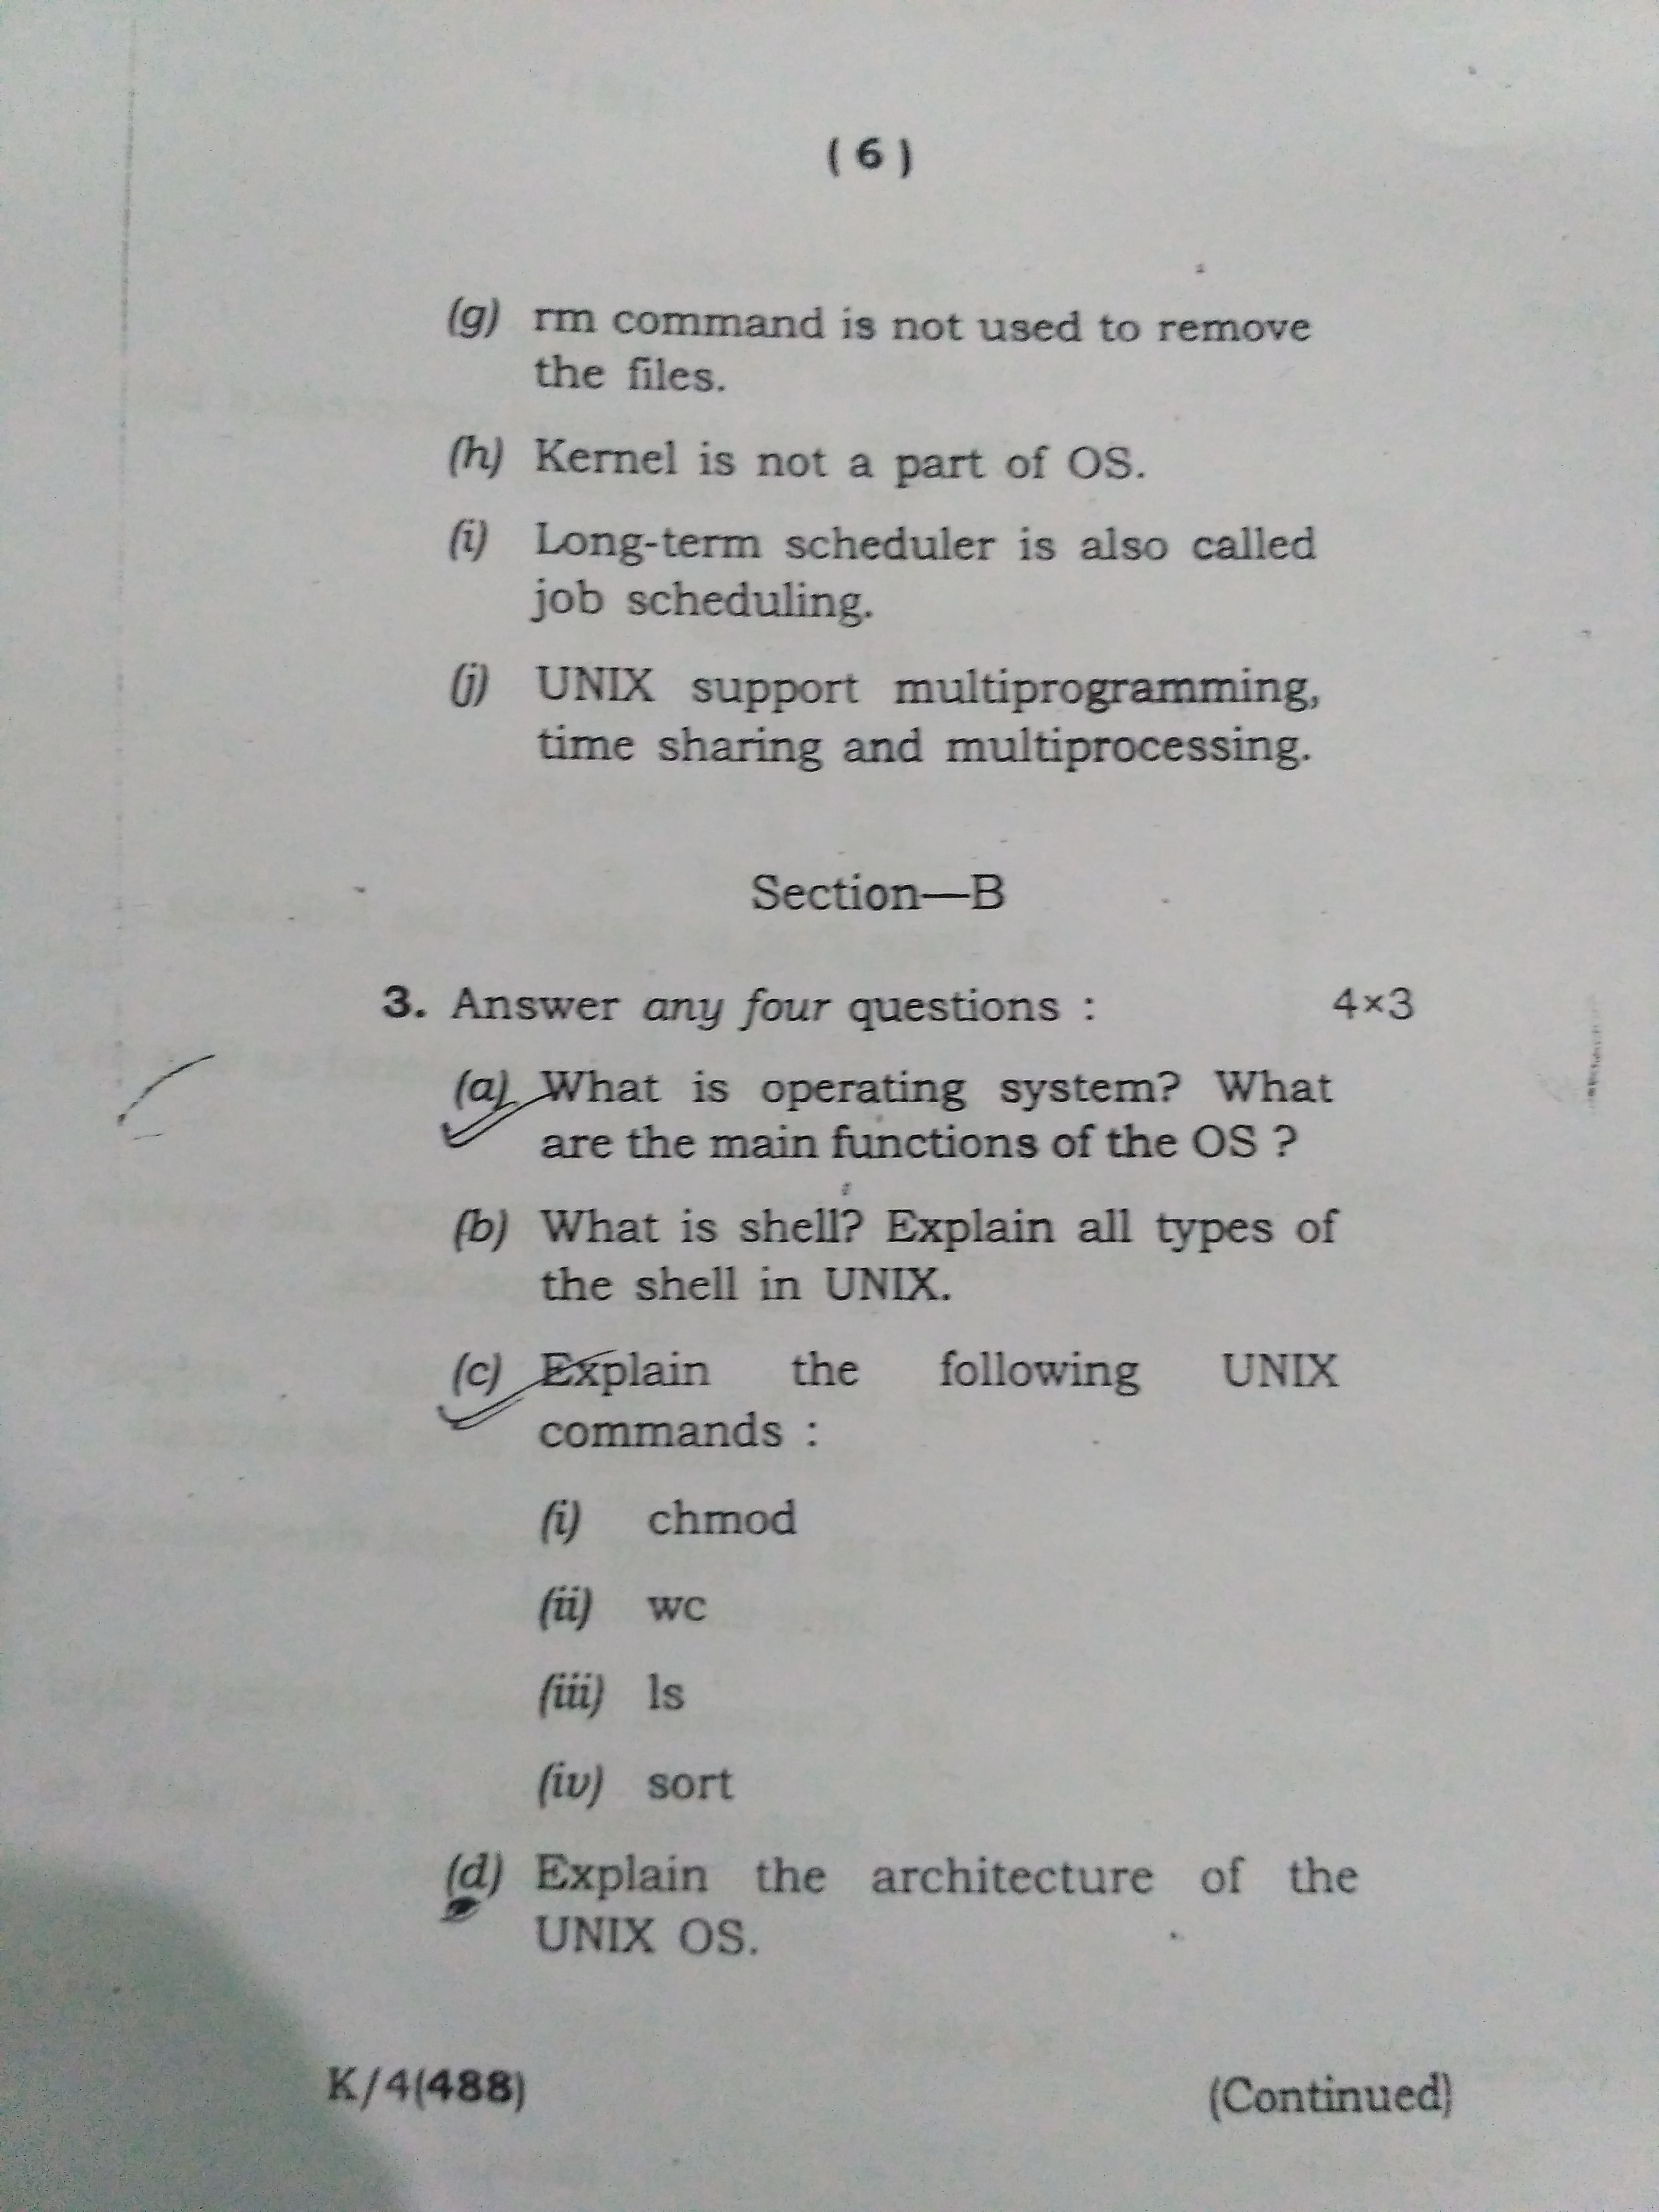 ( 6 )
(g) rm command is not used to remove
the files.
(h) Kernel is not a part of OS.
(i) Long-term scheduler is also called
job scheduling.
(j) UNIX support multiprogramming,
time sharing and multiprocessing.
Section—B
3. Answer any four questions : 4×3
(a) What is operating system? What
are the main functions of the OS ?
(b) What is shell? Explain all types of
the shell in UNIX.
(c) Explain the following UNIX
commands :
(i) chmod
(ii) wc
(iii) ls
(iv) sort
(d) Explain the architecture of the
UNIX OS.
K/4(488) (Continued)